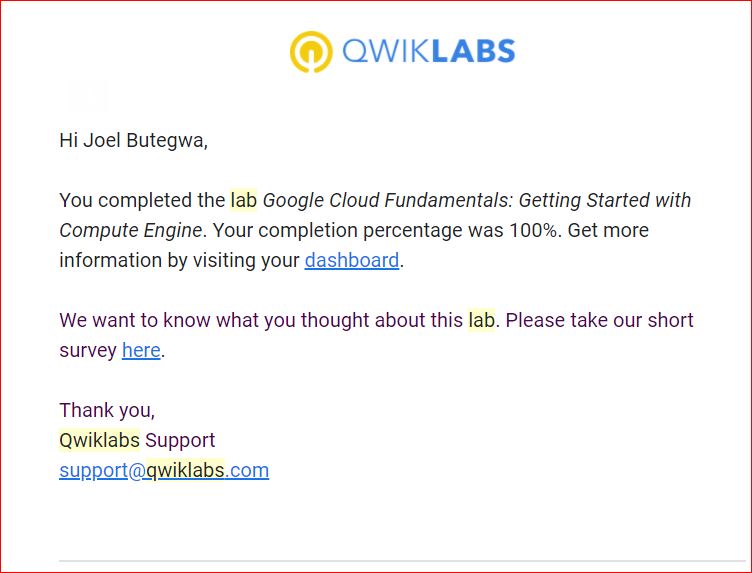 QWIKLABS
Hi Joel Butegwa,
You completed the lab Google Cloud Fundamentals: Getting Started with
Compute Engine. Your completion percentage was 100%. Get more
information by visiting your dashboard.
We want to know what you thought about this lab. Please take our short
survey here.
Thank you,
Qwiklabs Support
support@qwiklabs.com